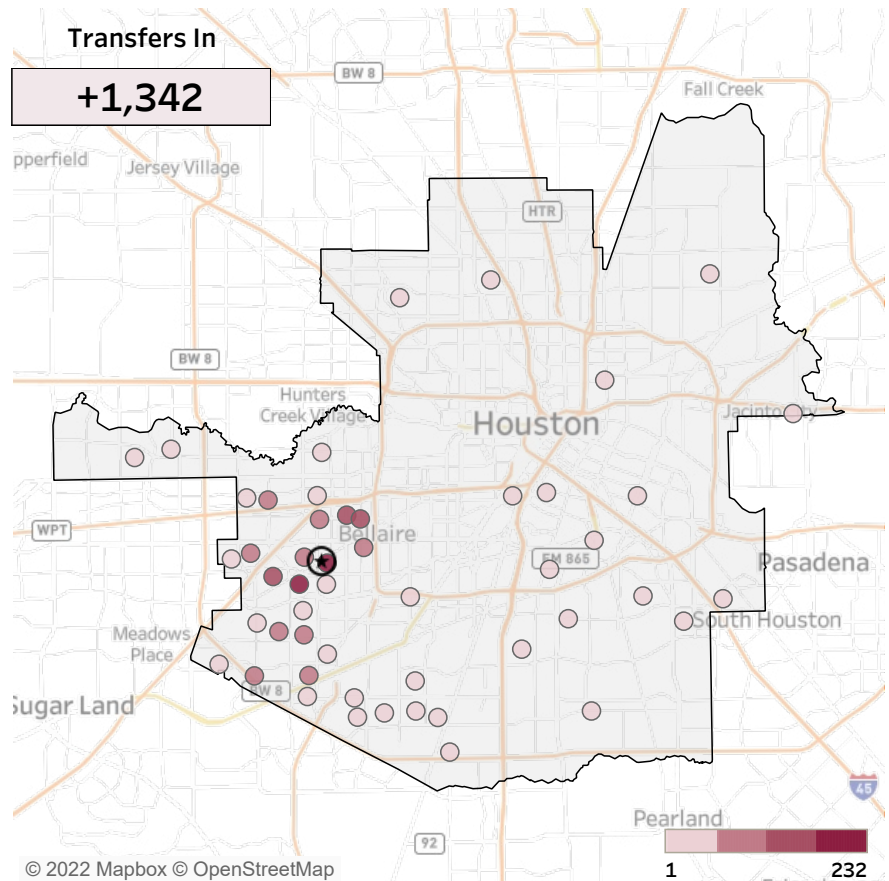 Transfers In
+1,342
BW 8
Fall Creek
pperfield
Jersey Village
HTR
BW 8
Hunters
Creek Village
Houston
Jacinto City
WPT
Bellaire
FM 865
Pasadena
Meadows
Place
South Houston
BW 8
Sugar Land
45
Pearland
92
1
232
© 2022 Mapbox © OpenStreetMap